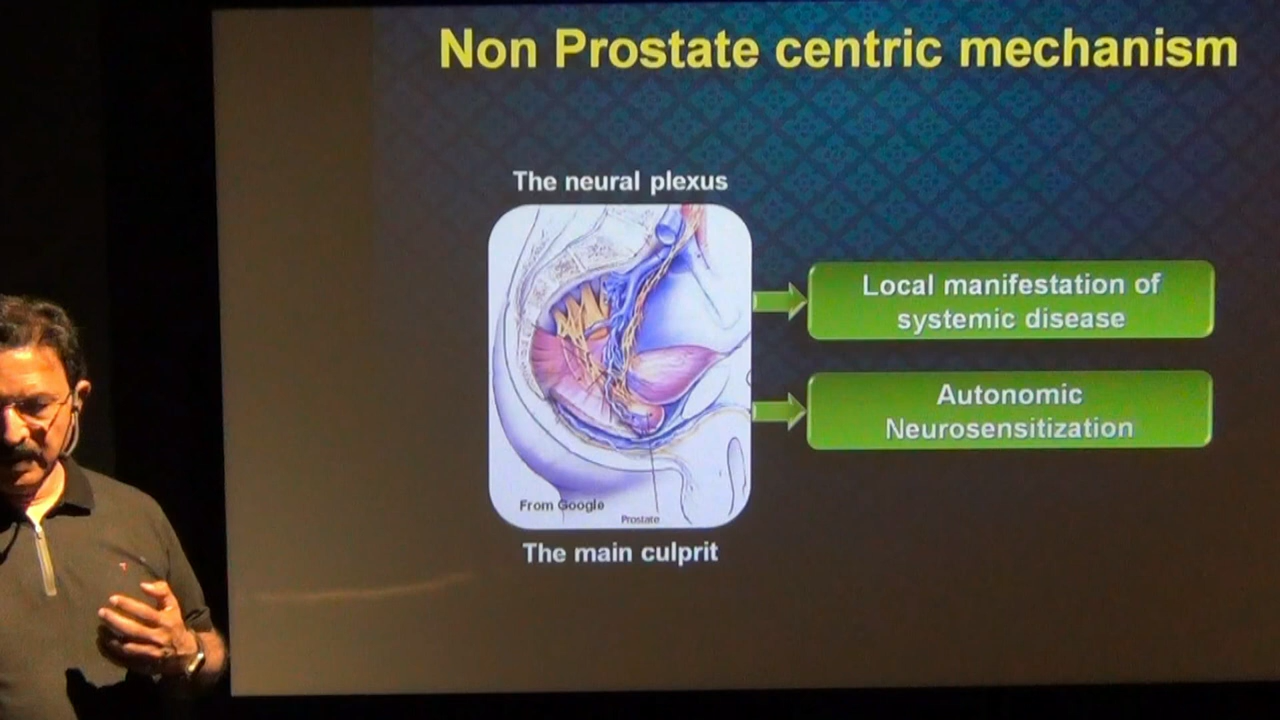 Non Prostate centric mechanism
The neural plexus
Local manifestation of
systemic disease
Autonomic
Neurosensitization
From Google
Prostate
The main culprit